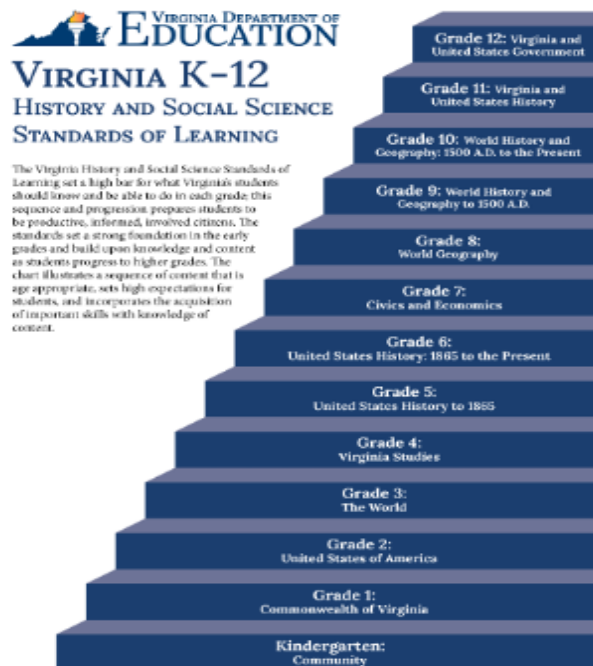 VIRGINIA DEPARTMENT OF
EDUCATION
VIRGINIA K–12
HISTORY AND SOCIAL SCIENCE
STANDARDS OF LEARNING
The Virginia History and Social Science Standards of
Learning set a high bar for what Virginia's students
should know and be able to do in each grade; this
sequence and progression prepares students to
be productive, informed, involved citizens. The
standards set a strong foundation in the early
grades and build upon knowledge and content
as students progress to higher grades. The
chart illustrates a sequence of content that is
age appropriate, sets high expectations for
students, and incorporates the acquisition
of important skills with knowledge of
content.
Grade 12: Virginia and
United States Government
Grade 11: Virginia and
United States History
Grade 10: World History and
Geography: 1500 A.D. to the Present
Grade 9: World History and
Geography to 1500 A.D.
Grade 8:
World Geography
Grade 7:
Civics and Economics
Grade 6:
United States History: 1865 to the Present
Grade 5:
United States History to 1865
Grade 4:
Virginia Studies
Grade 3:
The World
Grade 2:
United States of America
Grade 1:
Commonwealth of Virginia
Kindergarten:
Community